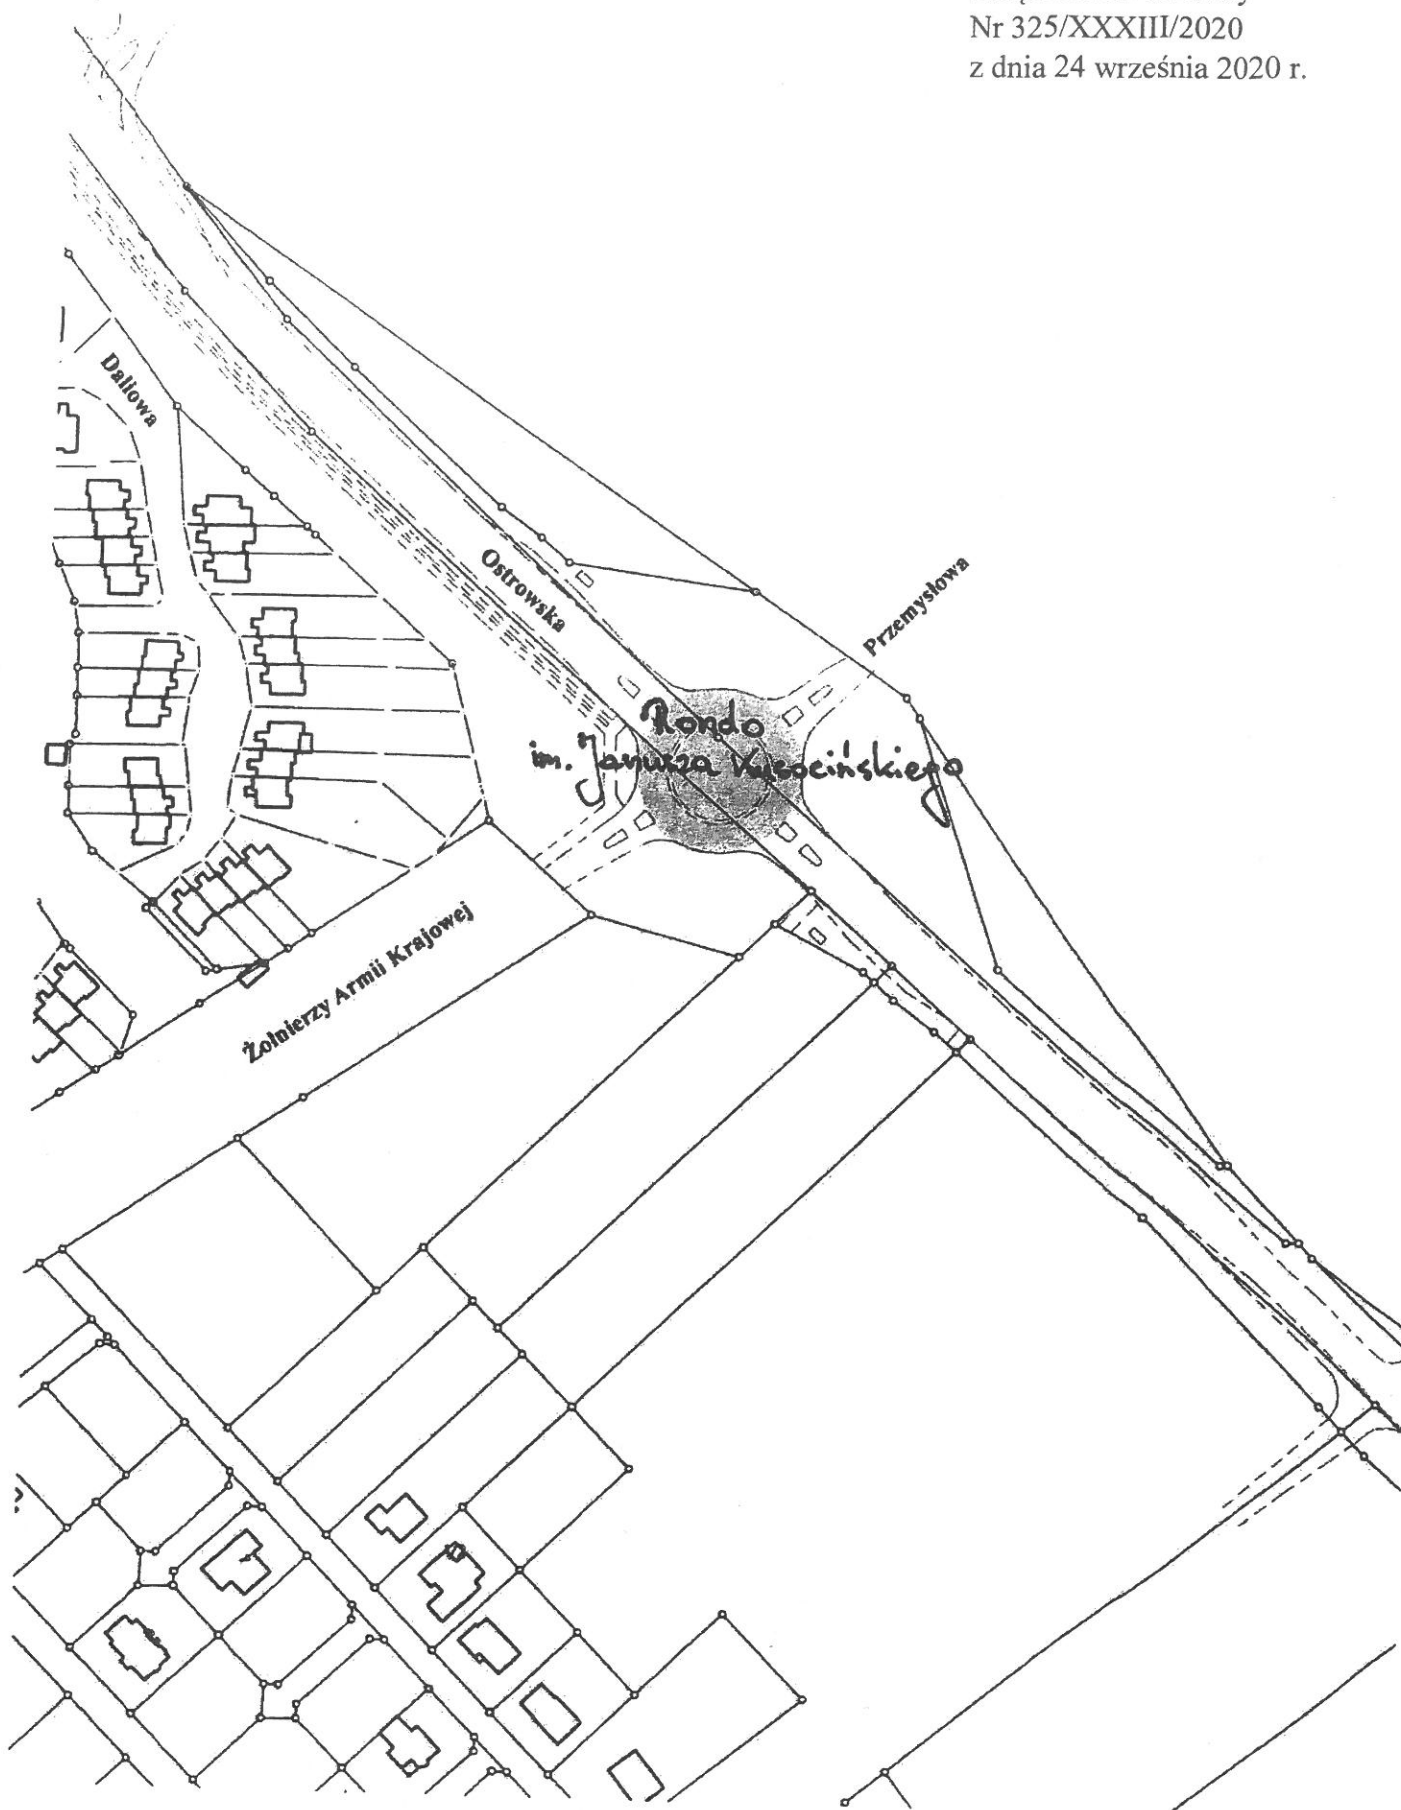 Nr 325/XXXIII/2020
z dnia 24 września 2020 r.
Daliowa
Ostrowska
Przemysłowa
Rondo
im. Janusza Kusocińskiego
Żołnierzy Armii Krajowej